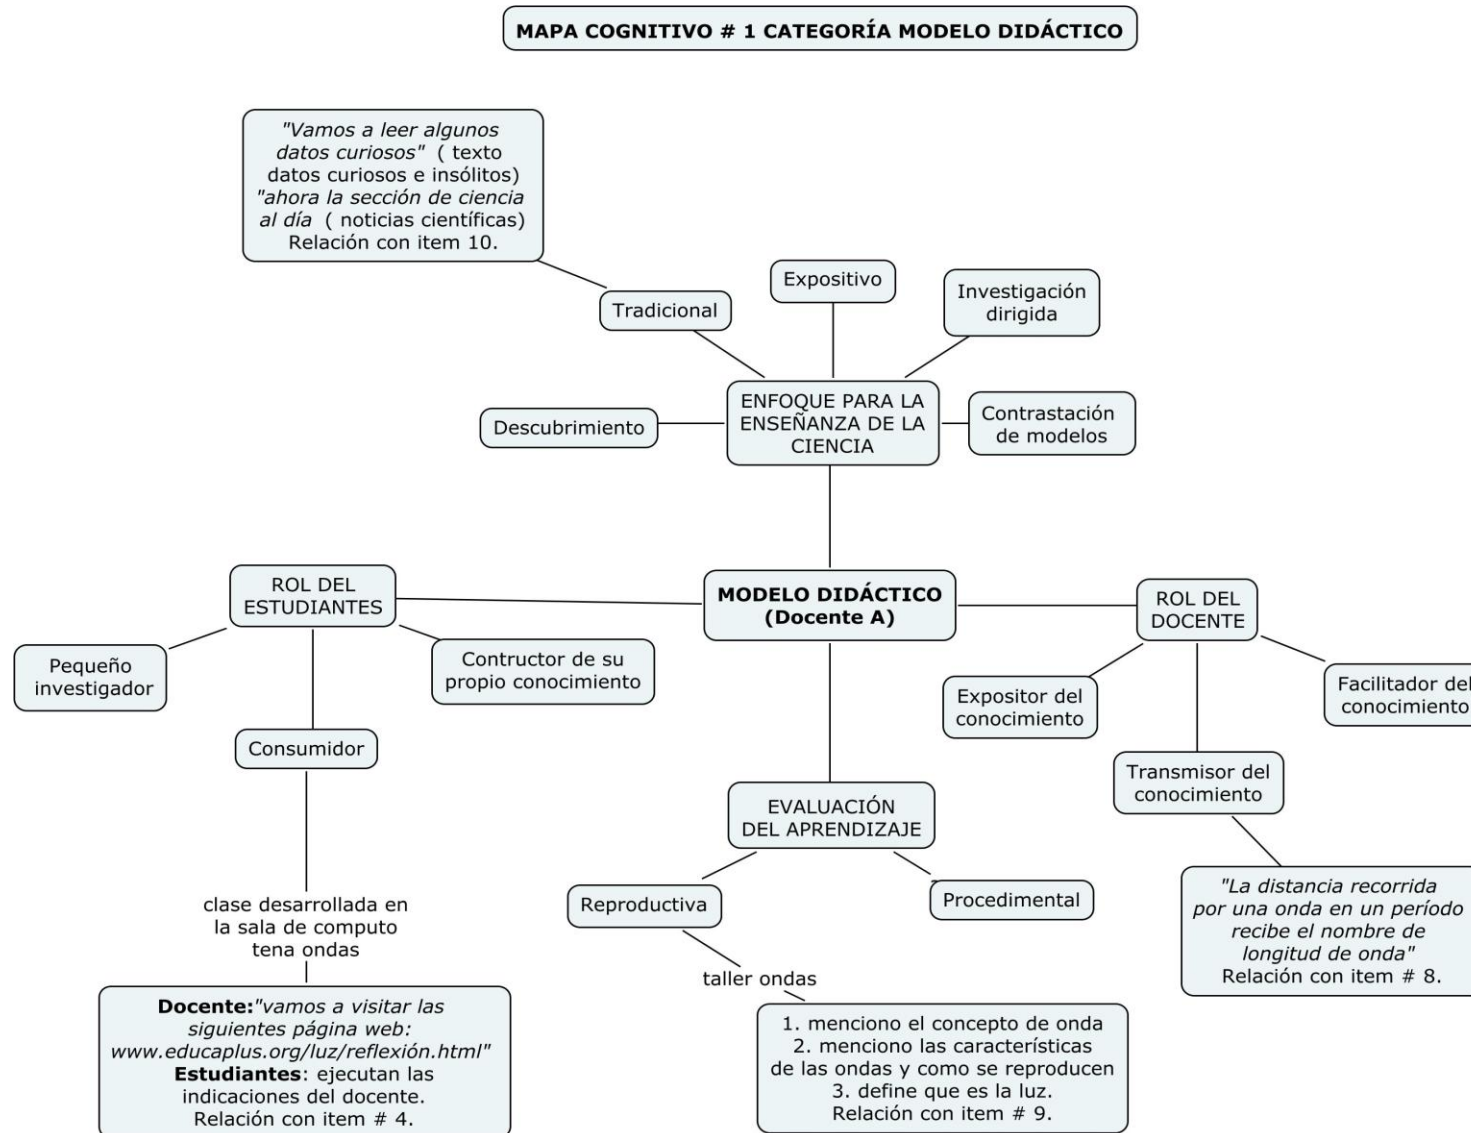 MAPA COGNITIVO # 1 CATEGORÍA MODELO DIDÁCTICO
"Vamos a leer algunos
datos curiosos" ( texto
datos curiosos e insólitos)
"ahora la sección de ciencia
al día ( noticias científicas)
Relación con item 10.
Tradicional
Expositivo
Investigación
dirigida
Descubrimiento
ENFOQUE PARA LA
ENSEÑANZA DE LA
CIENCIA
Contrastación
de modelos
ROL DEL
ESTUDIANTES
MODELO DIDÁCTICO
(Docente A)
ROL DEL
DOCENTE
Pequeño
investigador
Contructor de su
propio conocimiento
Consumidor
Expositor del
conocimiento
Facilitador del
conocimiento
Transmisor del
conocimiento
EVALUACIÓN
DEL APRENDIZAJE
Reproductiva
Procedimental
clase desarrollada en
la sala de computo
tena ondas
Docente:"vamos a visitar las
siguientes página web:
www.educaplus.org/luz/reflexión.html"
Estudiantes: ejecutan las
indicaciones del docente.
Relación con item # 4.
taller ondas
1. menciono el concepto de onda
2. menciono las características
de las ondas y como se reproducen
3. define que es la luz.
Relación con item # 9.
"La distancia recorrida
por una onda en un período
recibe el nombre de
longitud de onda"
Relación con item # 8.